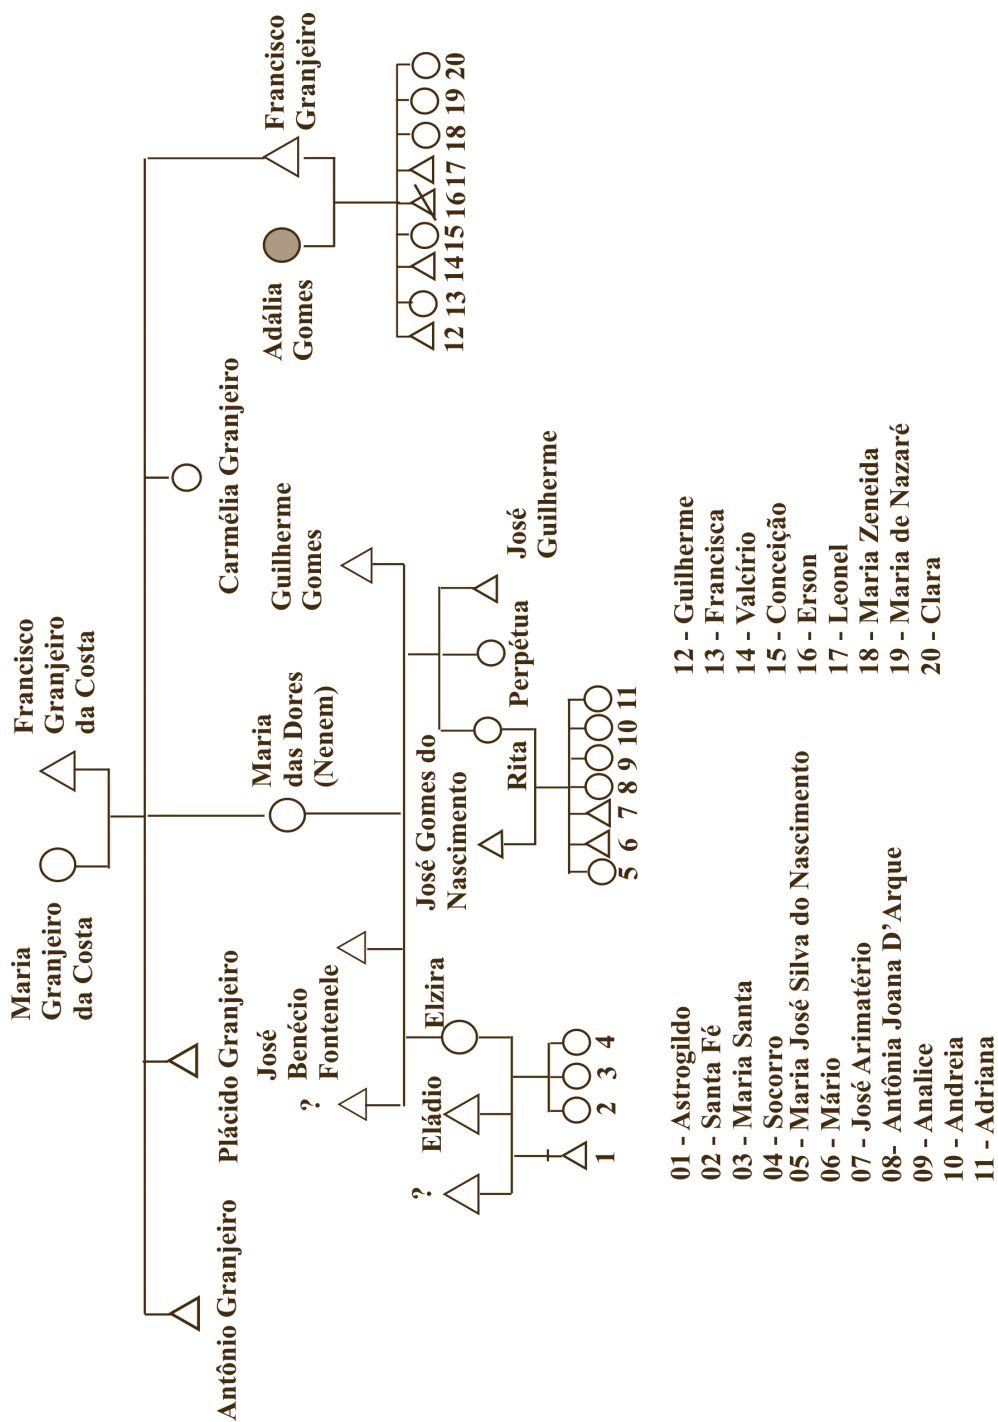 Maria
Granjeiro
da Costa
Francisco
Granjeiro
da Costa
Antônio Granjeiro
Plácido Granjeiro
Maria
das Dores
(Nenem)
Carmélia Granjeiro
Adália
Gomes
Francisco
Granjeiro
?
José
Benécio
Fontenele
Guilherme
Gomes
?
Eládio
Elzira
José Gomes do
Nascimento
Rita
Perpétua
José
Guilherme
1
2
3
4
5
6
7
8
9
10
11
12
13
14
15
16
17
18
19
20
01 - Astrogildo
02 - Santa Fé
03 - Maria Santa
04 - Socorro
05 - Maria José Silva do Nascimento
06 - Mário
07 - José Arimatério
08- Antônia Joana D'Arque
09 - Analice
10 - Andreia
11 - Adriana
12 - Guilherme
13 - Francisca
14 - Valcírio
15 - Conceição
16 - Erson
17 - Leonel
18 - Maria Zeneida
19 - Maria de Nazaré
20 - Clara